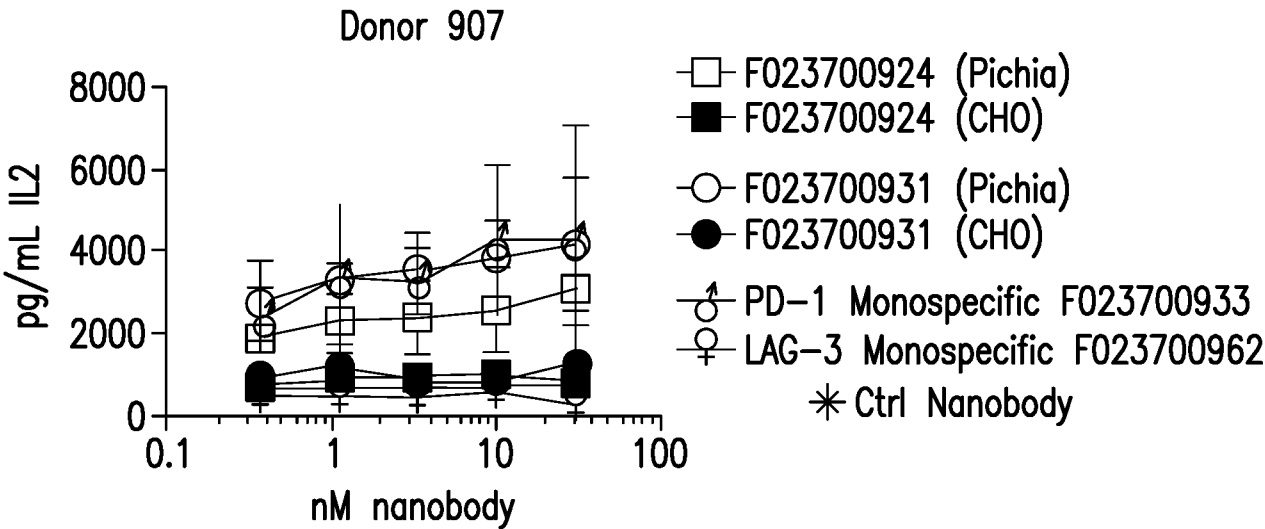 Donor 907
8000
6000
4000
2000
0
pg/mL IL2
0.1
1
10
100
nM nanobody
F023700924 (Pichia)
F023700924 (CHO)
F023700931 (Pichia)
F023700931 (CHO)
PD-1 Monospecific F023700933
LAG-3 Monospecific F023700962
Ctrl Nanobody